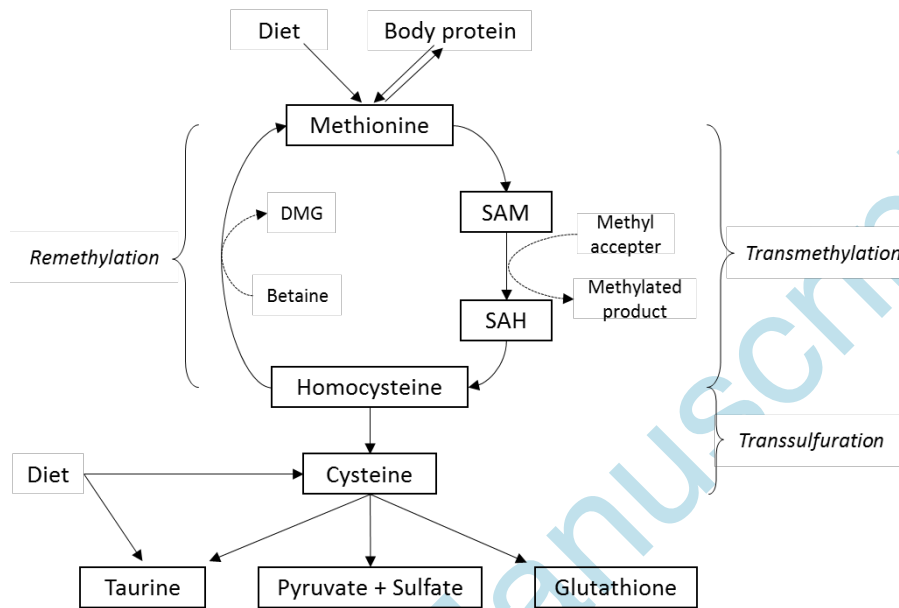 Diet
Body protein
Methionine
SAM
DMG
Methyl
accepter
Remethylation
Transmethylation
Betaine
Methylated
product
SAH
Homocysteine
Transsulfuration
Diet
Cysteine
Taurine
Pyruvate + Sulfate
Glutathione